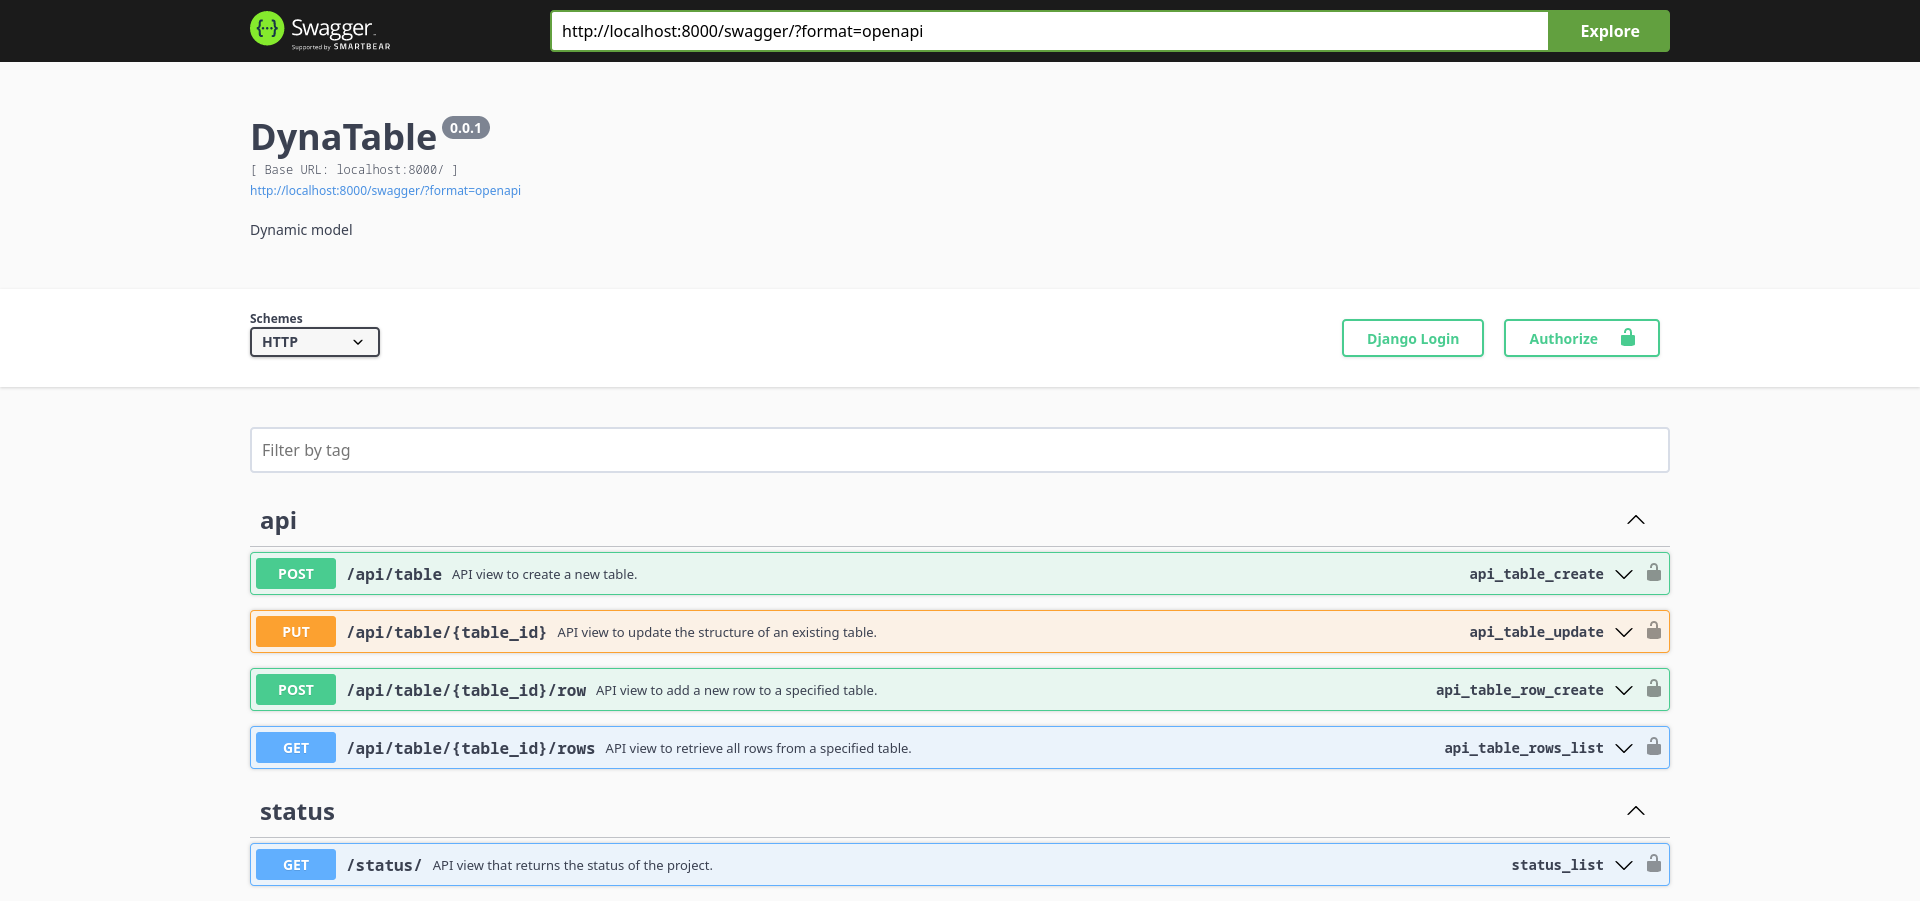 Swagger
Supported by SMARTBEAR
http://localhost:8000/swagger/?format=openapi
Explore
DynaTable 0.0.1
[ Base URL: localhost:8000/ ]
http://localhost:8000/swagger/?format=openapi
Dynamic model
Schemes
HTTP
Django Login
Authorize
Filter by tag
api
POST /api/table API view to create a new table. api_table_create
PUT /api/table/{table_id} API view to update the structure of an existing table. api_table_update
POST /api/table/{table_id}/row API view to add a new row to a specified table. api_table_row_create
GET /api/table/{table_id}/rows API view to retrieve all rows from a specified table. api_table_rows_list
status
GET /status/ API view that returns the status of the project. status_list